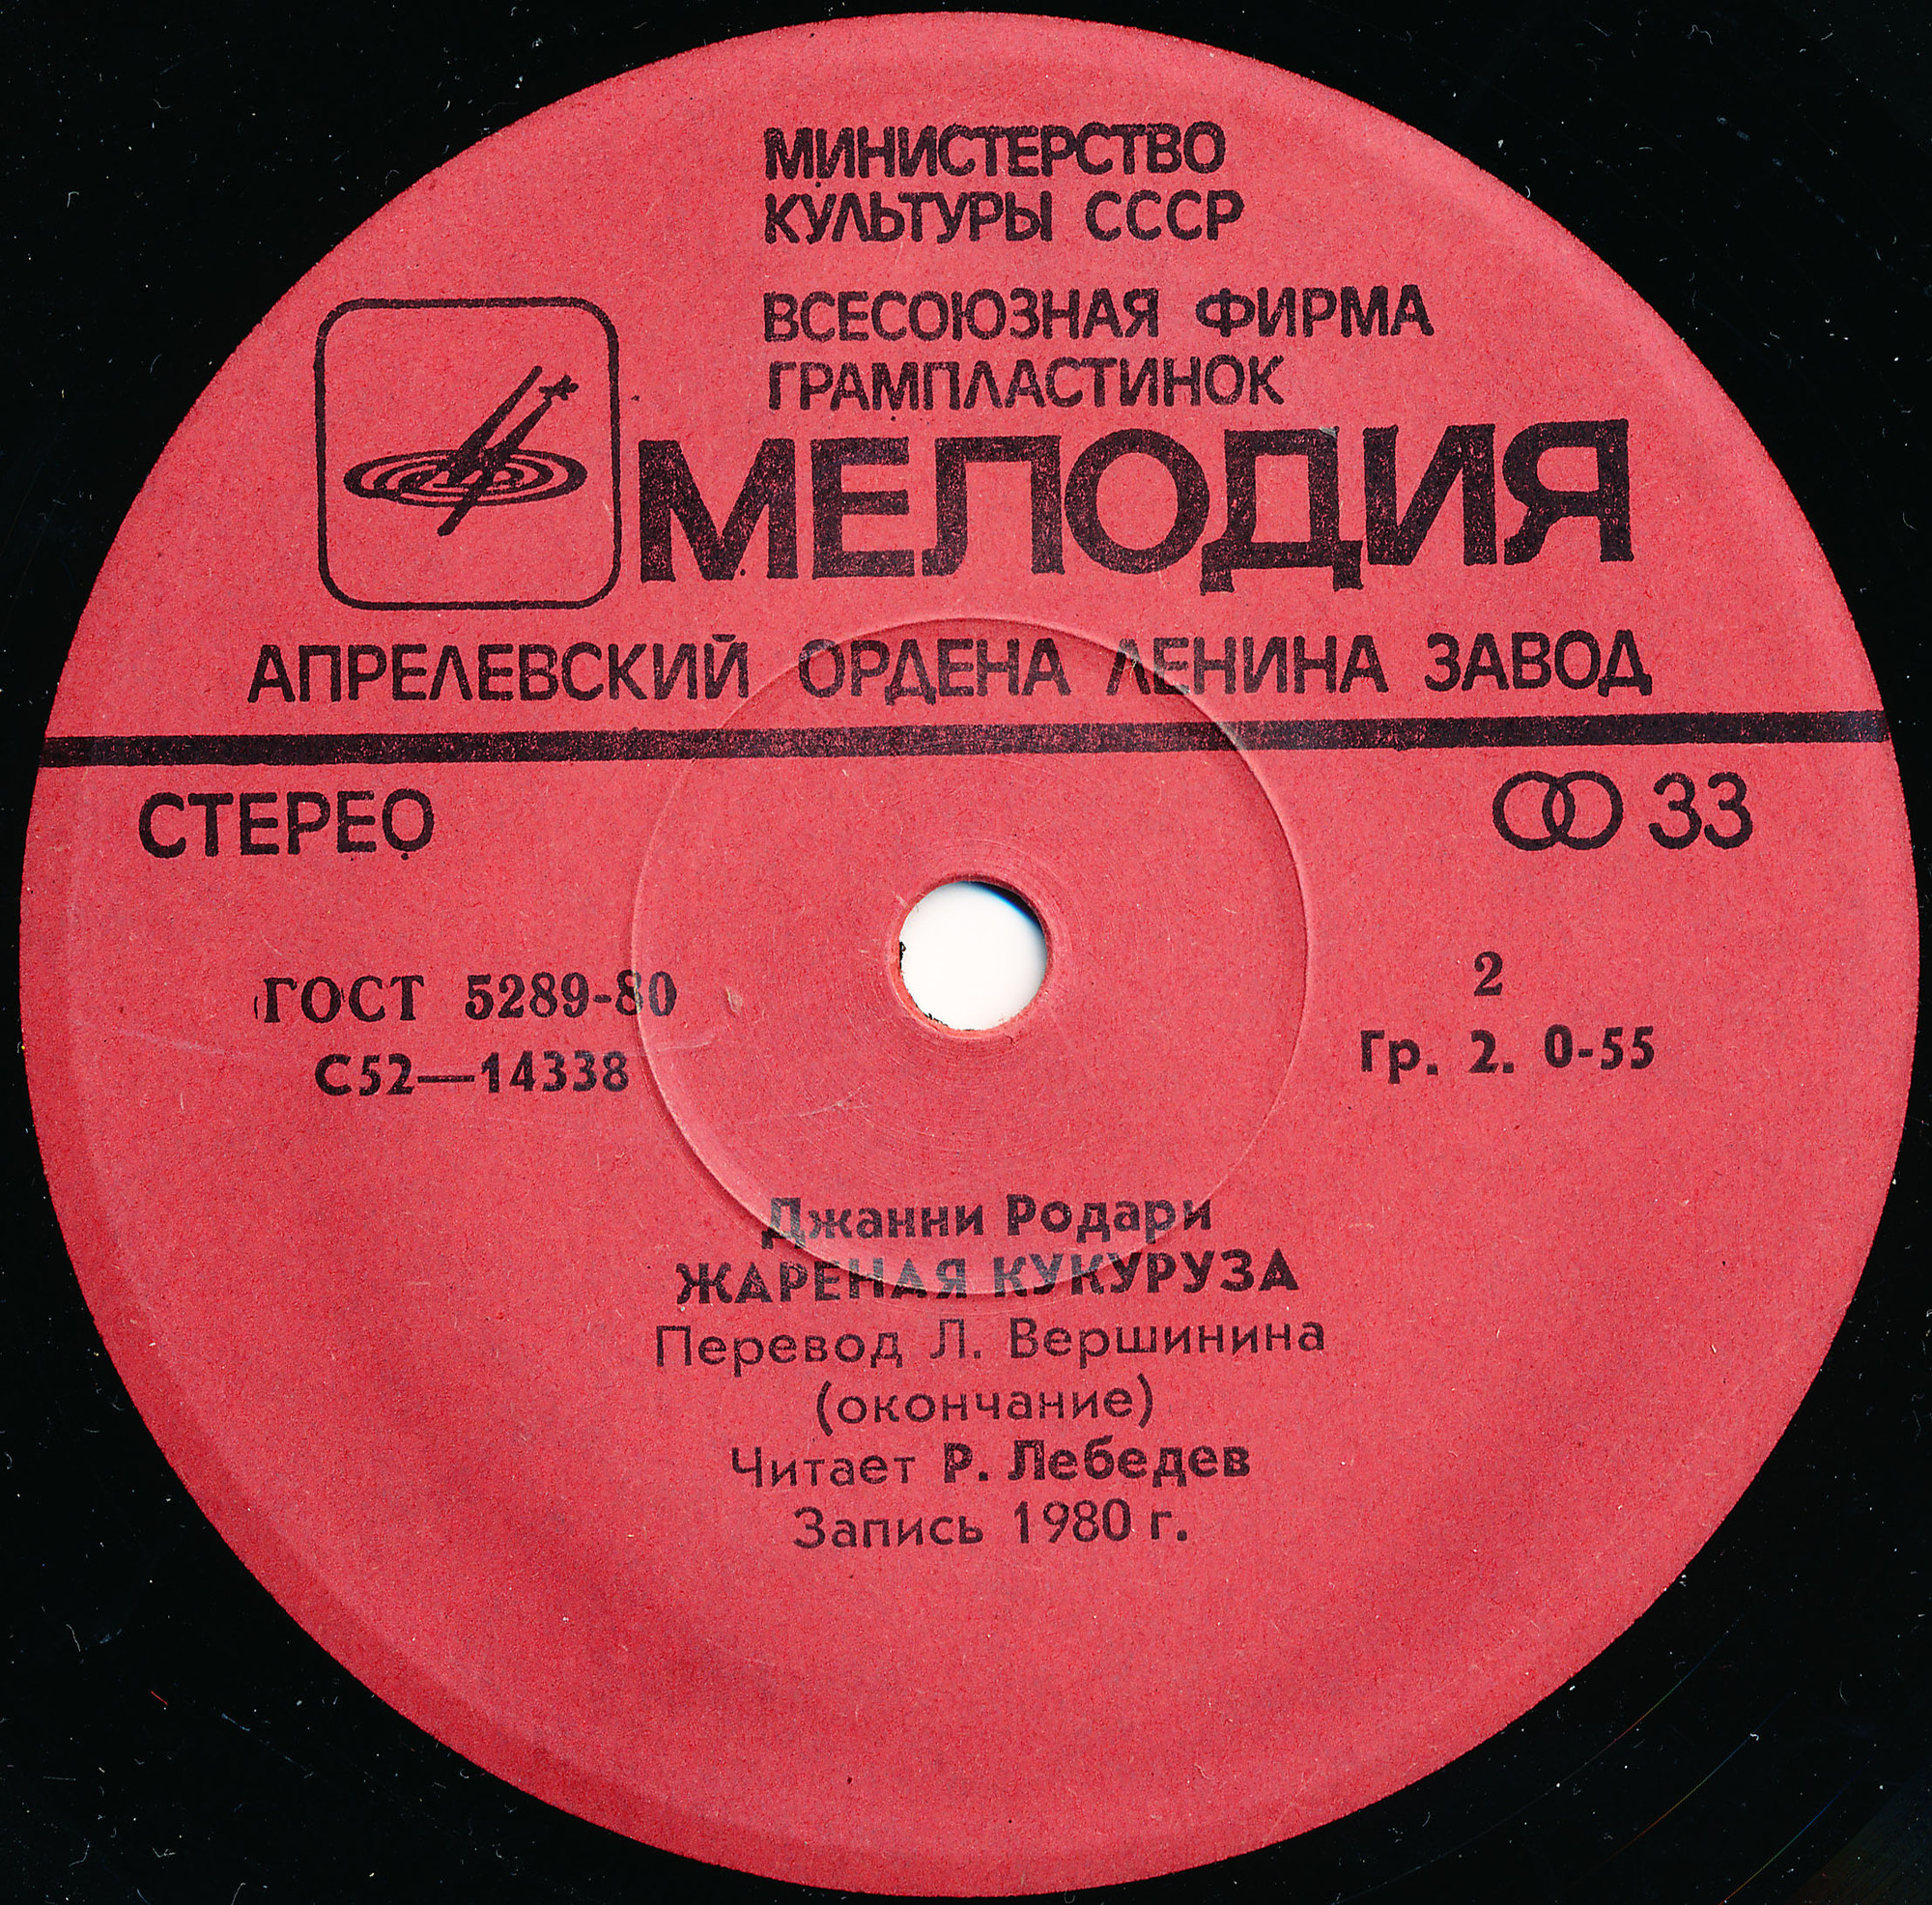 МИНИСТЕРСТВО
КУЛЬТУРЫ СССР
ВСЕСОЮЗНАЯ ФИРМА
ГРАМПЛАСТИНОК
МЕЛОДИЯ
АПРЕЛЕВСКИЙ ОРДЕНА ЛЕНИНА ЗАВОД
СТЕРЕО
33
ГОСТ 5289-80
С52—14338
2
Гр. 2. 0-55
Джанни Родари
ЖАРЕНАЯ КУКУРУЗА
Перевод Л. Вершинина
(окончание)
Читает Р. Лебедев
Запись 1980 г.